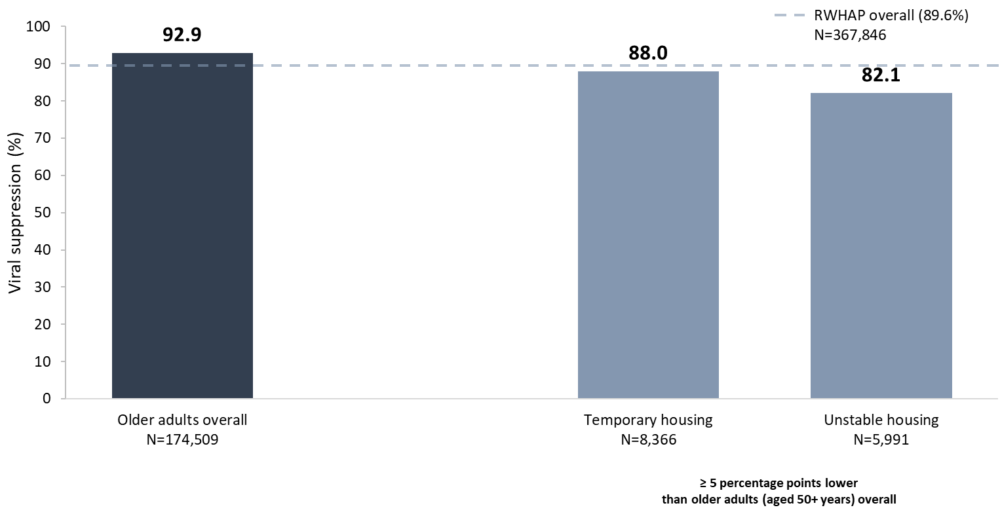 RWHAP overall (89.6%)
N=367,846
Viral suppression (%)
100
90
80
70
60
50
40
30
20
10
0
92.9
88.0
82.1
Older adults overall
N=174,509
Temporary housing
N=8,366
Unstable housing
N=5,991
≥ 5 percentage points lower
than older adults (aged 50+ years) overall